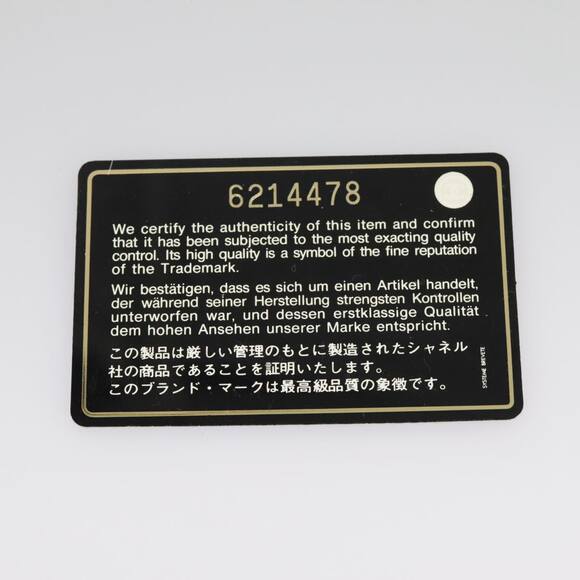 6214478
We certify the authenticity of this item and confirm
that it has been subjected to the most exacting quality
control. Its high quality is a symbol of the fine reputation
of the Trademark.
Wir bestätigen, dass es sich um einen Artikel handelt,
der während seiner Herstellung strengsten Kontrollen
unterworfen war, und dessen erstklassige Qualität
dem hohen Ansehen unserer Marke entspricht.
この製品は厳しい管理のもとに製造されたシャネル
社の商品であることを証明いたします。
このブランド・マークは最高級品質の象徴です。
SYSTEME BREVETE